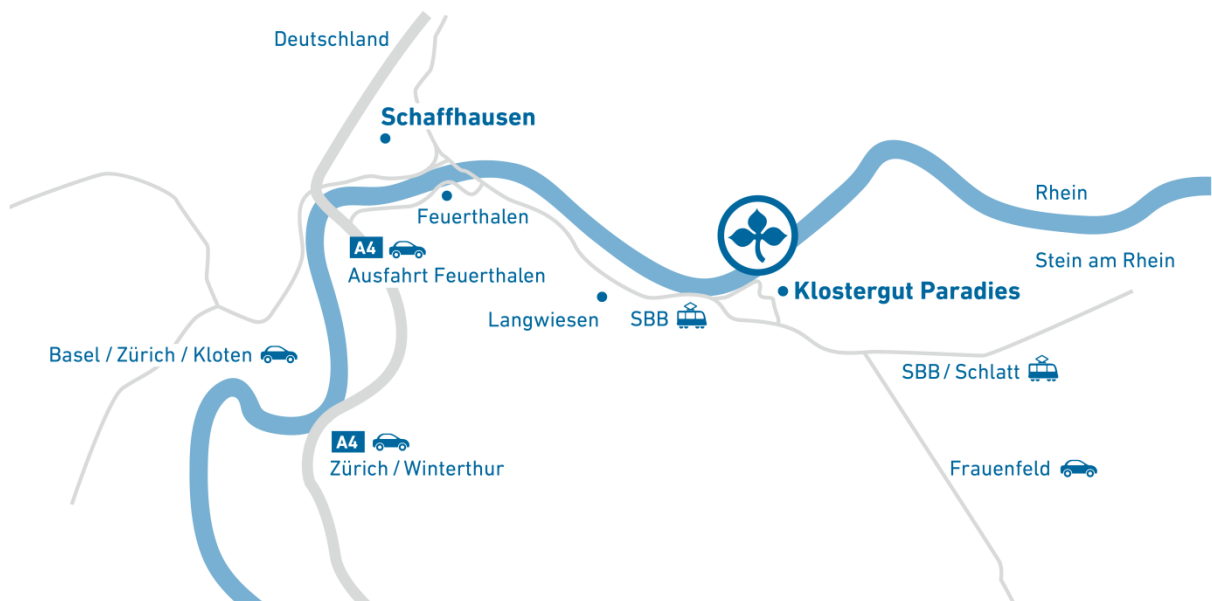 Deutschland
Schaffhausen
Rhein
Feuerthalen
A4
Ausfahrt Feuerthalen
Stein am Rhein
Klostergut Paradies
Langwiesen
SBB
Basel / Zürich / Kloten
SBB / Schlatt
A4
Zürich / Winterthur
Frauenfeld